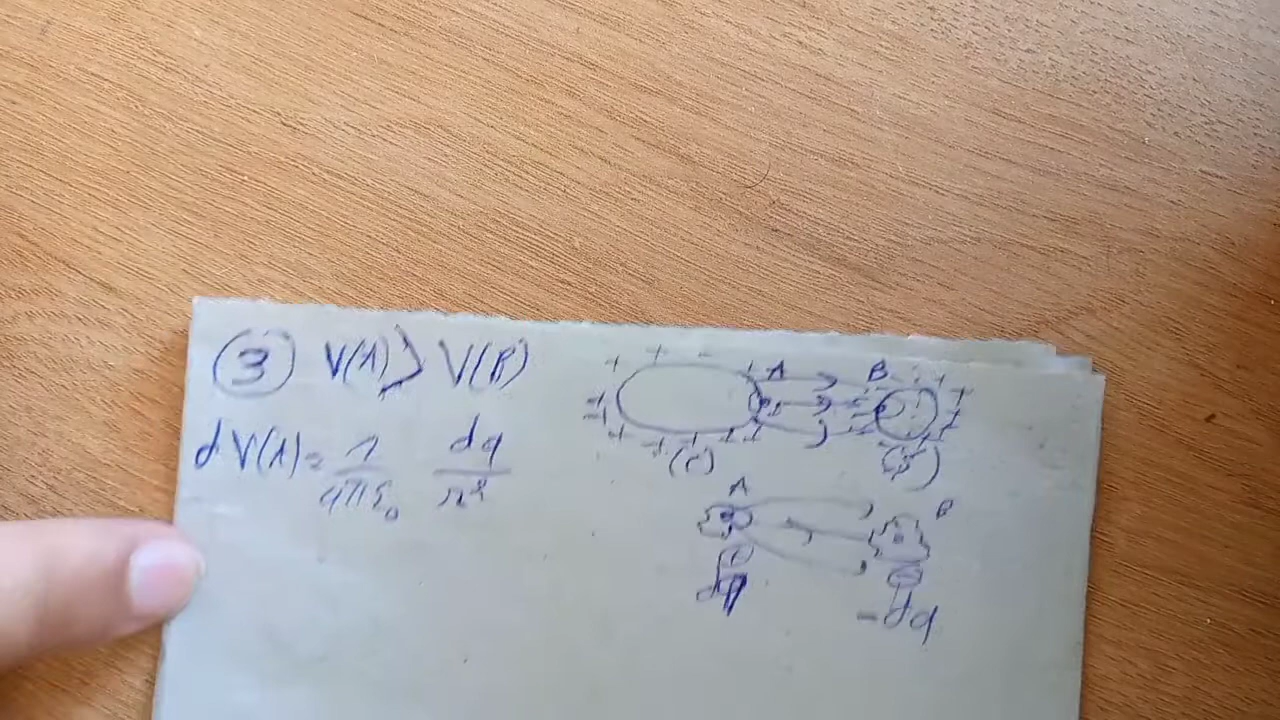 3 V(A) > V(B)
dV(A) = 1/4πε₀ dq/r²
A B
(C) (S)
A B
dq
-dq